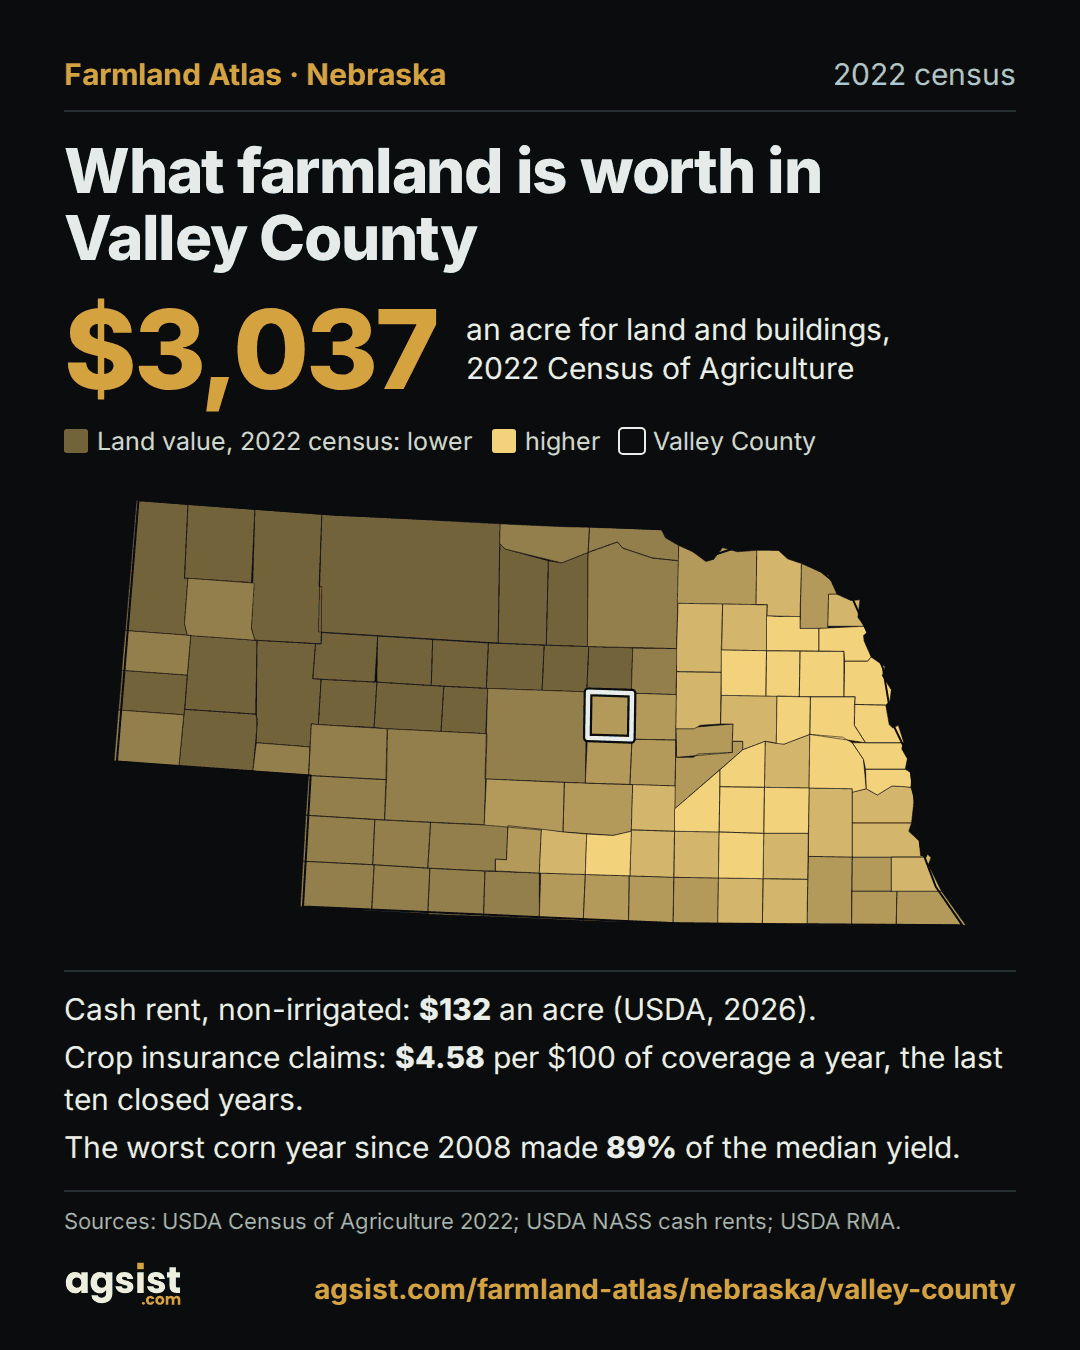 Farmland Atlas · Nebraska
2022 census
What farmland is worth in
Valley County
$3,037
an acre for land and buildings,
2022 Census of Agriculture
Land value, 2022 census: lower
higher
Valley County
Cash rent, non-irrigated: $132 an acre (USDA, 2026).
Crop insurance claims: $4.58 per $100 of coverage a year, the last
ten closed years.
The worst corn year since 2008 made 89% of the median yield.
Sources: USDA Census of Agriculture 2022; USDA NASS cash rents; USDA RMA.
agsist
.com
agsist.com/farmland-atlas/nebraska/valley-county